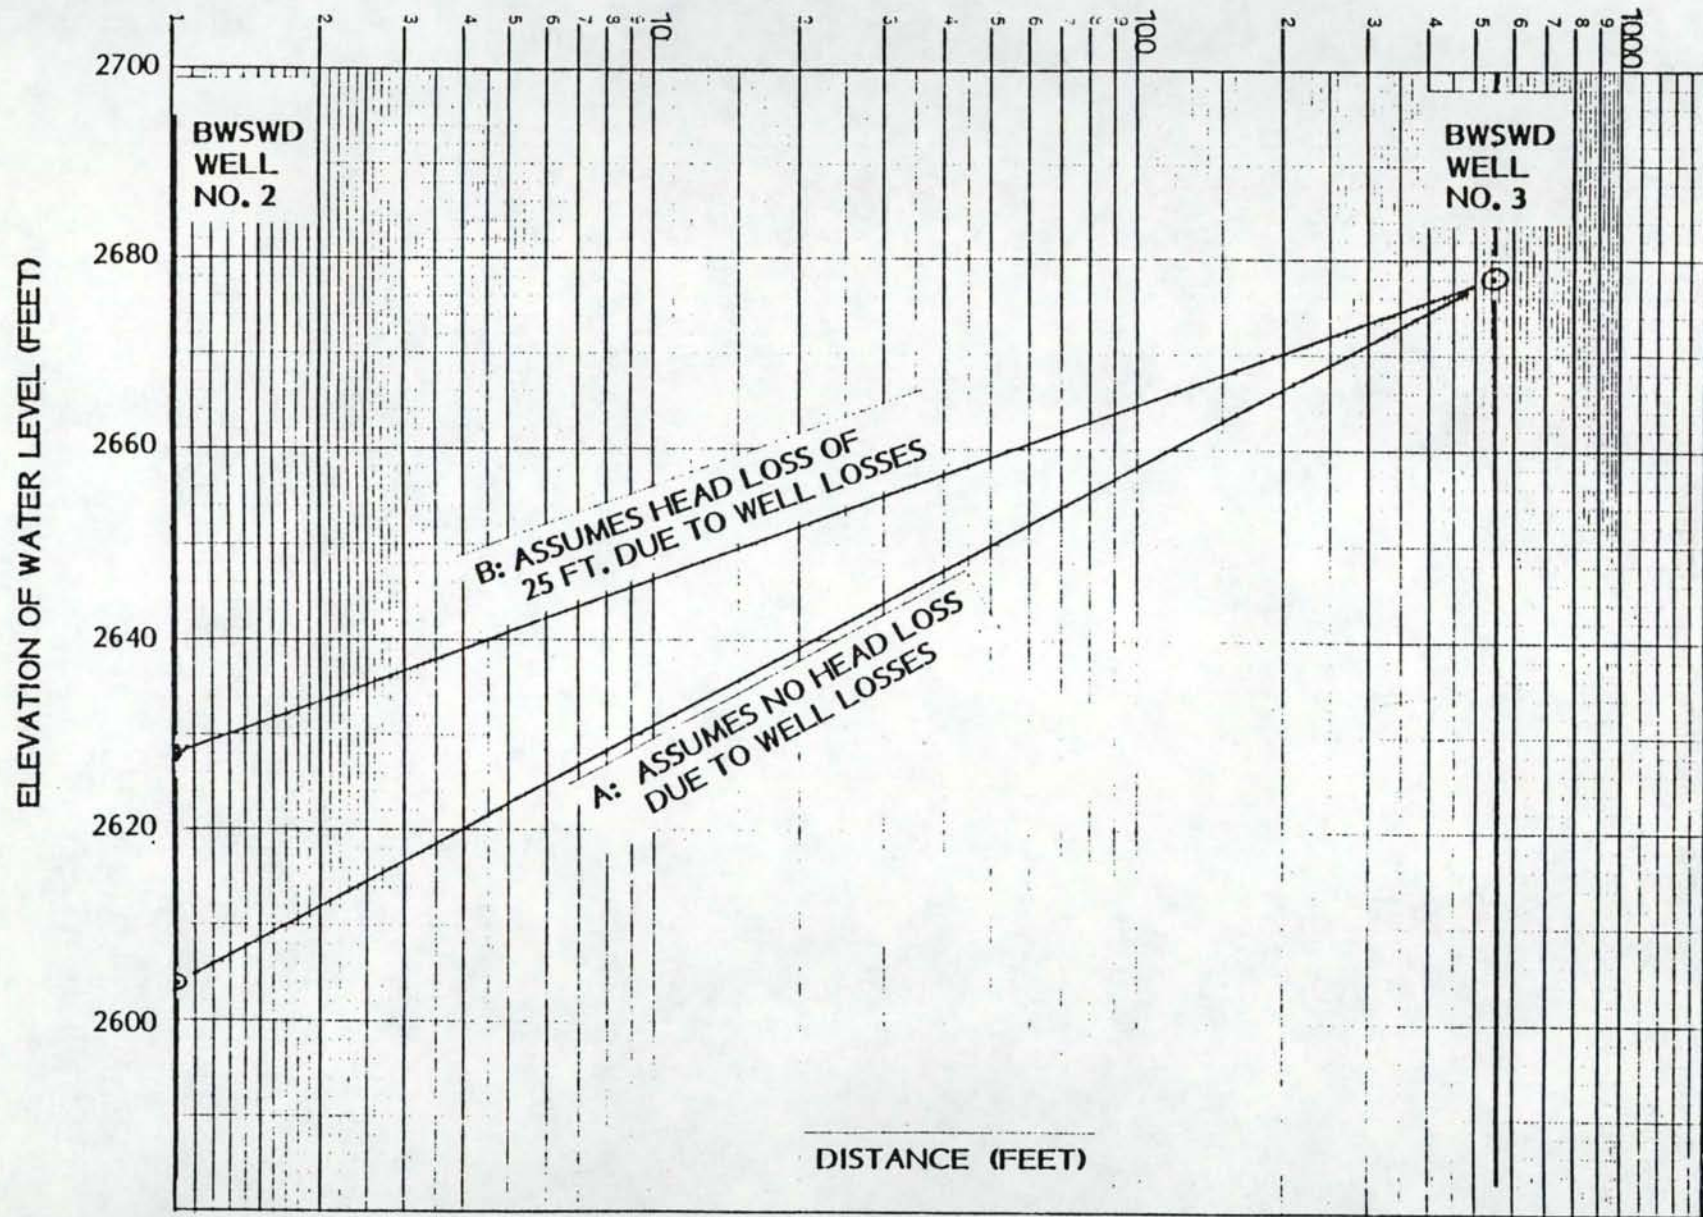 1 2 3 4 5 6 7 8 9 10 2 3 4 5 6 7 8 9 100 2 3 4 5 6 7 8 9 1000
2700
BWSWD
WELL
NO. 2
BWSWD
WELL
NO. 3
2680
2660
2640
2620
2600
ELEVATION OF WATER LEVEL (FEET)
B: ASSUMES HEAD LOSS OF
25 FT. DUE TO WELL LOSSES
A: ASSUMES NO HEAD LOSS
DUE TO WELL LOSSES
DISTANCE (FEET)